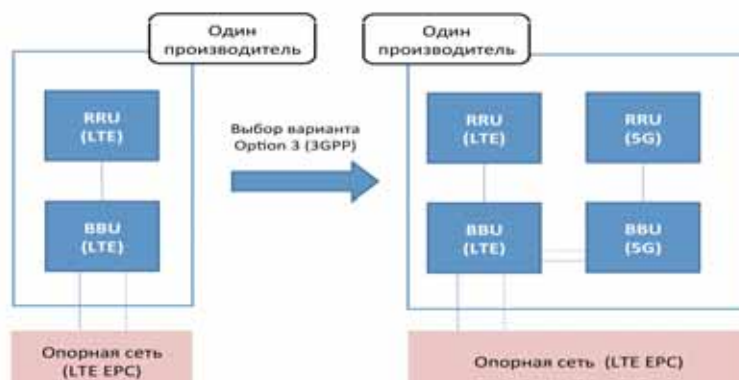 Один
производитель
RRU
(LTE)
BBU
(LTE)
Опорная сеть
(LTE EPC)
Выбор варианта
Option 3 (3GPP)
Один
производитель
RRU
(LTE)
RRU
(5G)
BBU
(LTE)
BBU
(5G)
Опорная сеть (LTE EPC)